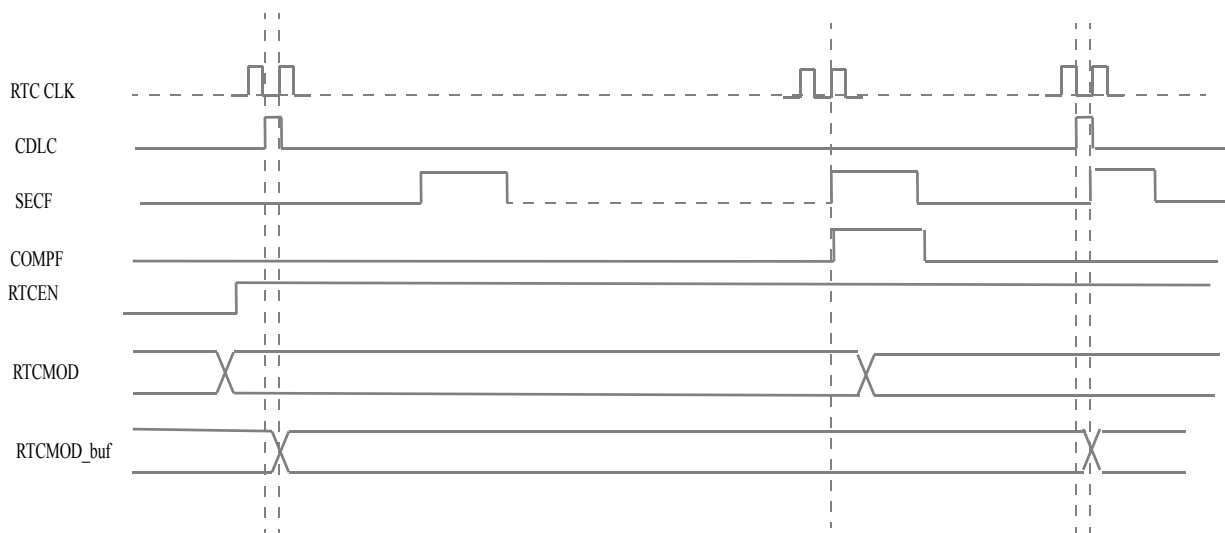 RTC CLK
CDLC
SECF
COMPF
RTCEN
RTCMOD
RTCMOD_buf